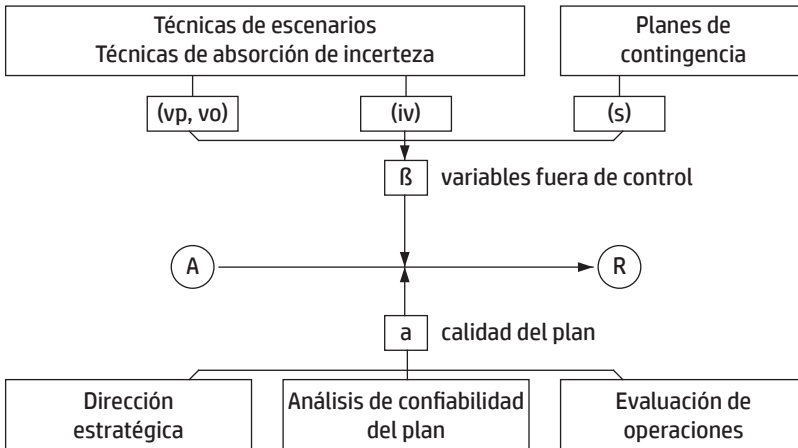 Técnicas de escenarios
Técnicas de absorción de incerteza
Planes de
contingencia
(vp, vo)
(iv)
(s)
ß
variables fuera de control
A
R
a
calidad del plan
Dirección
estratégica
Análisis de confiabilidad
del plan
Evaluación de
operaciones